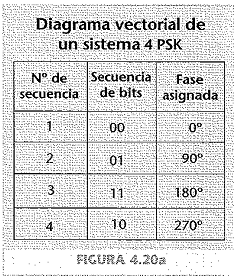 Diagrama vectorial de
un sistema 4 PSK
Nº de secuencia Secuencia de bits Fase asignada
1 00 0º
2 01 90º
3 11 180º
4 10 270º
FIGURA 4.20a